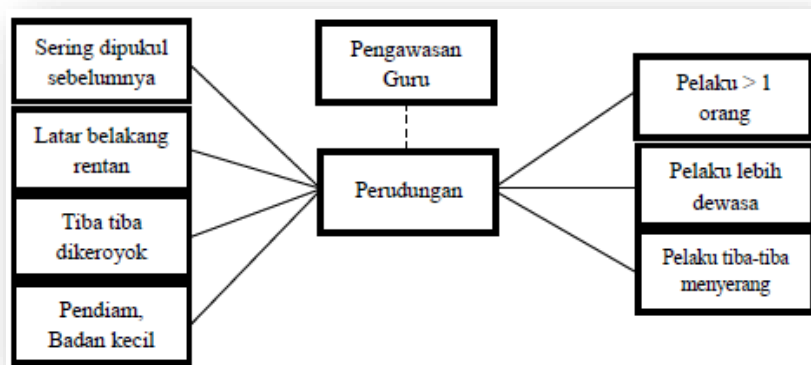 Sering dipukul
sebelumnya
Latar belakang
rentan
Tiba tiba
dikeroyok
Pendiam,
Badan kecil
Pengawasan
Guru
Perudungan
Pelaku > 1
orang
Pelaku lebih
dewasa
Pelaku tiba-tiba
menyerang